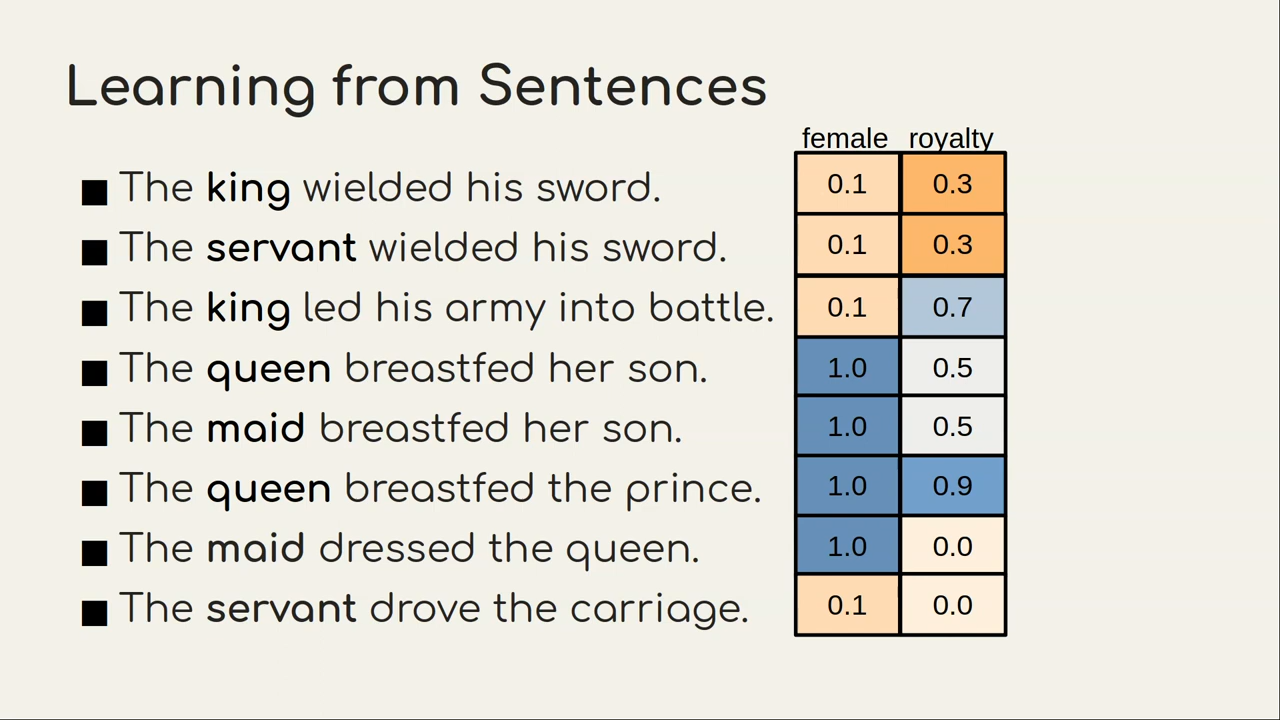 Learning from Sentences
female royalty
The king wielded his sword. 0.1 0.3
The servant wielded his sword. 0.1 0.3
The king led his army into battle. 0.1 0.7
The queen breastfed her son. 1.0 0.5
The maid breastfed her son. 1.0 0.5
The queen breastfed the prince. 1.0 0.9
The maid dressed the queen. 1.0 0.0
The servant drove the carriage. 0.1 0.0